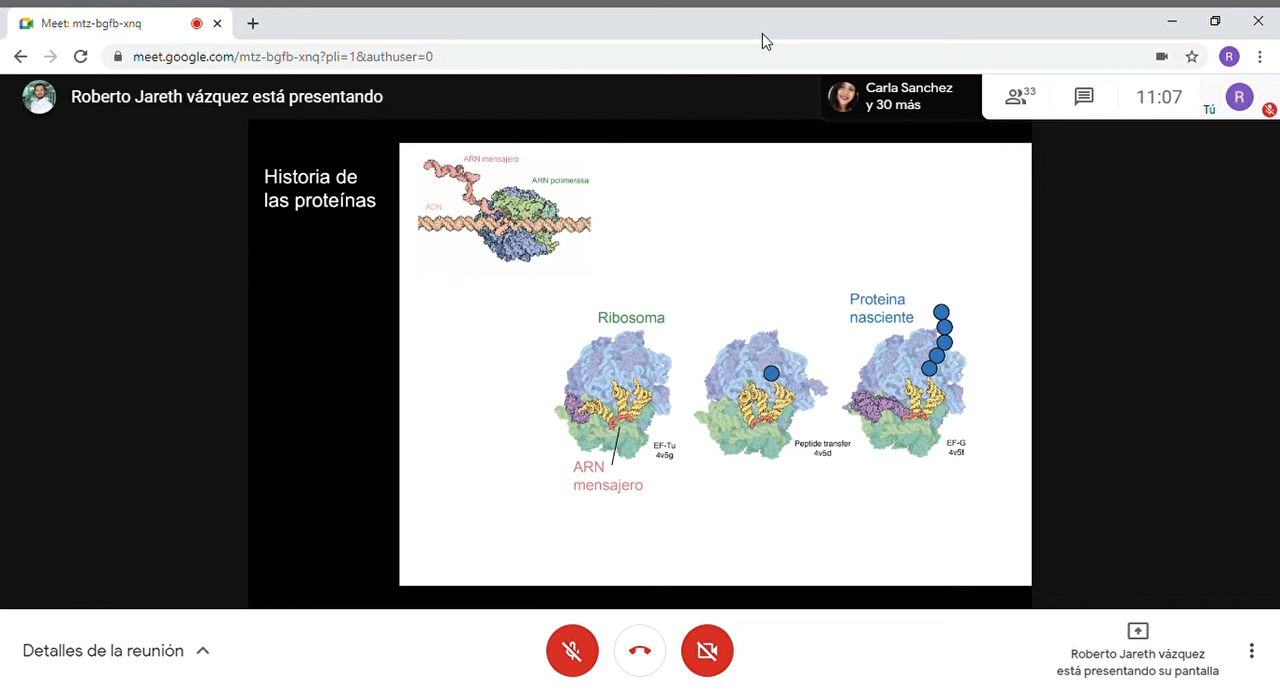 Meet: mtz-bgfb-xnq
meet.google.com/mtz-bgfb-xnq?pli=1&authuser=0
R
Roberto Jareth vázquez está presentando
Carla Sanchez
y 30 más
33
11:07
Tú
R
Historia de
las proteínas
ARN mensajero
ARN polimerasa
ADN
Ribosoma
Proteina
nasciente
EF-Tu
4v5g
Peptide transfer
4v5d
EF-G
4v5f
ARN
mensajero
Detalles de la reunión
Roberto Jareth vázquez
está presentando su pantalla